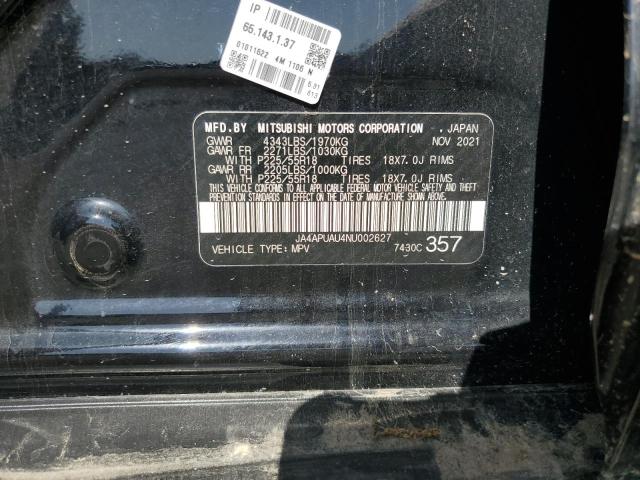 IP
65.143.1.37
01811622 4M 1186 N
MFD.BY MITSUBISHI MOTORS CORPORATION , JAPAN
GVWR 4343LBS/1970KG NOV 2021
GAWR FR 2271LBS/1030KG
WITH P225/55R18 TIRES 18X7.0J RIMS
GAWR RR 2205LBS/1000KG
WITH P225/55R18 TIRES 18X7.0J RIMS
THIS VEHICLE CONFORMS TO ALL APPLICABLE FEDERAL MOTOR VEHICLE SAFETY AND THEFT
PREVENTION STANDARDS IN EFFECT ON THE DATE OF MANUFACTURE SHOWN ABOVE.
JA4APUAU4NU002627
VEHICLE TYPE: MPV 7430C 357